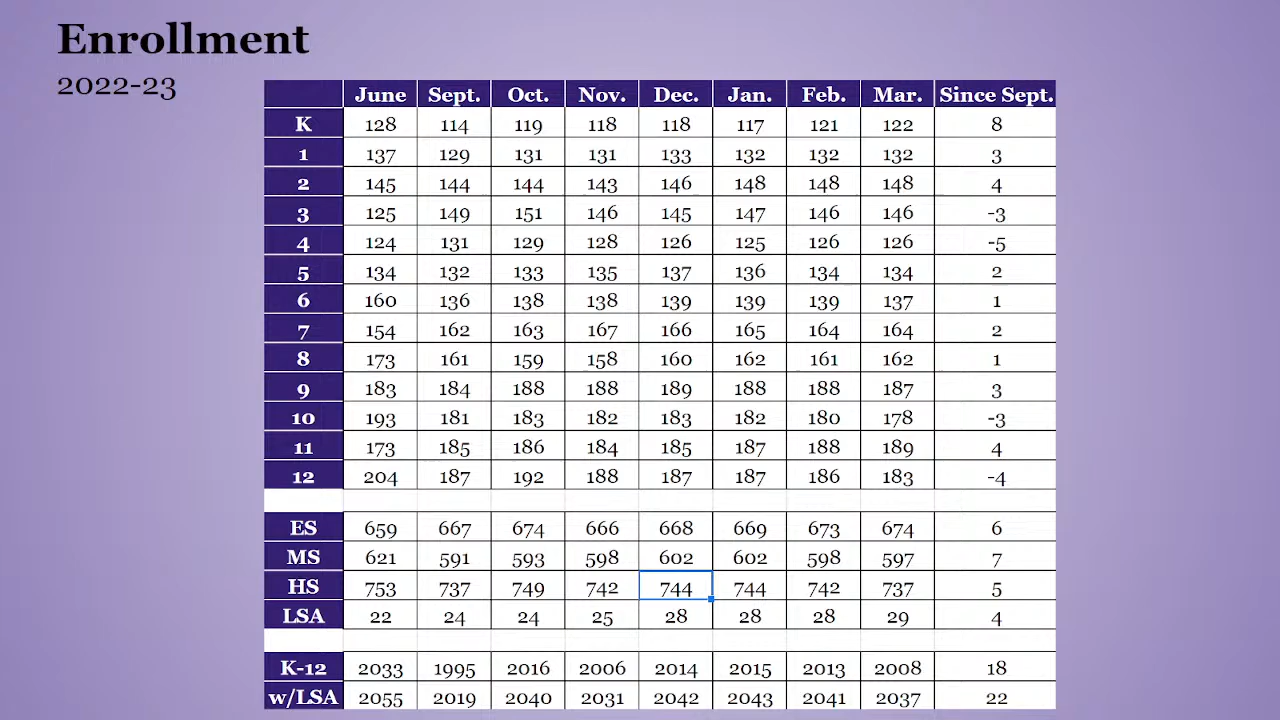 Enrollment
2022-23
June Sept. Oct. Nov. Dec. Jan. Feb. Mar. Since Sept.
K 128 114 119 118 118 117 121 122 8
1 137 129 131 131 133 132 132 132 3
2 145 144 144 143 146 148 148 148 4
3 125 149 151 146 145 147 146 146 -3
4 124 131 129 128 126 125 126 126 -5
5 134 132 133 135 137 136 134 134 2
6 160 136 138 138 139 139 139 137 1
7 154 162 163 167 166 165 164 164 2
8 173 161 159 158 160 162 161 162 1
9 183 184 188 188 189 188 188 187 3
10 193 181 183 182 183 182 180 178 -3
11 173 185 186 184 185 187 188 189 4
12 204 187 192 188 187 187 186 183 -4
ES 659 667 674 666 668 669 673 674 6
MS 621 591 593 598 602 602 598 597 7
HS 753 737 749 742 744 744 742 737 5
LSA 22 24 24 25 28 28 28 29 4
K-12 2033 1995 2016 2006 2014 2015 2013 2008 18
w/LSA 2055 2019 2040 2031 2042 2043 2041 2037 22